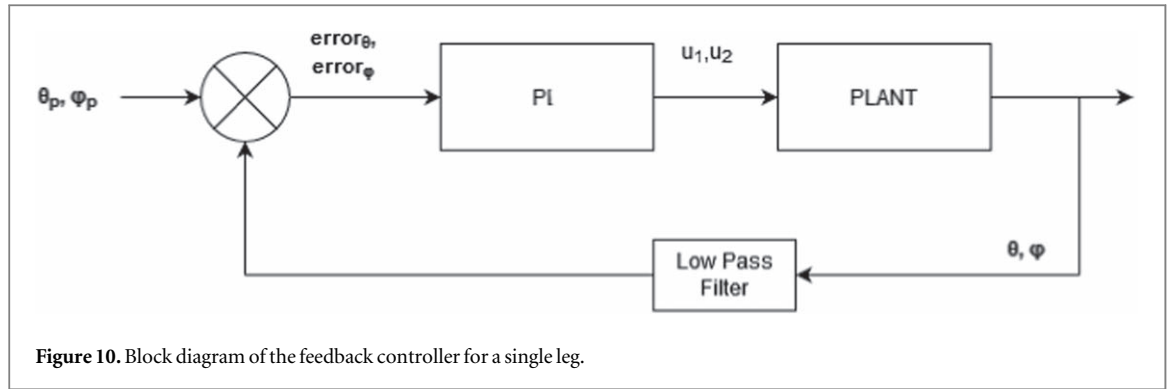 θp, φp
errorθ,
errorφ
PI
u1,u2
PLANT
θ, φ
Low Pass
Filter
Figure 10. Block diagram of the feedback controller for a single leg.